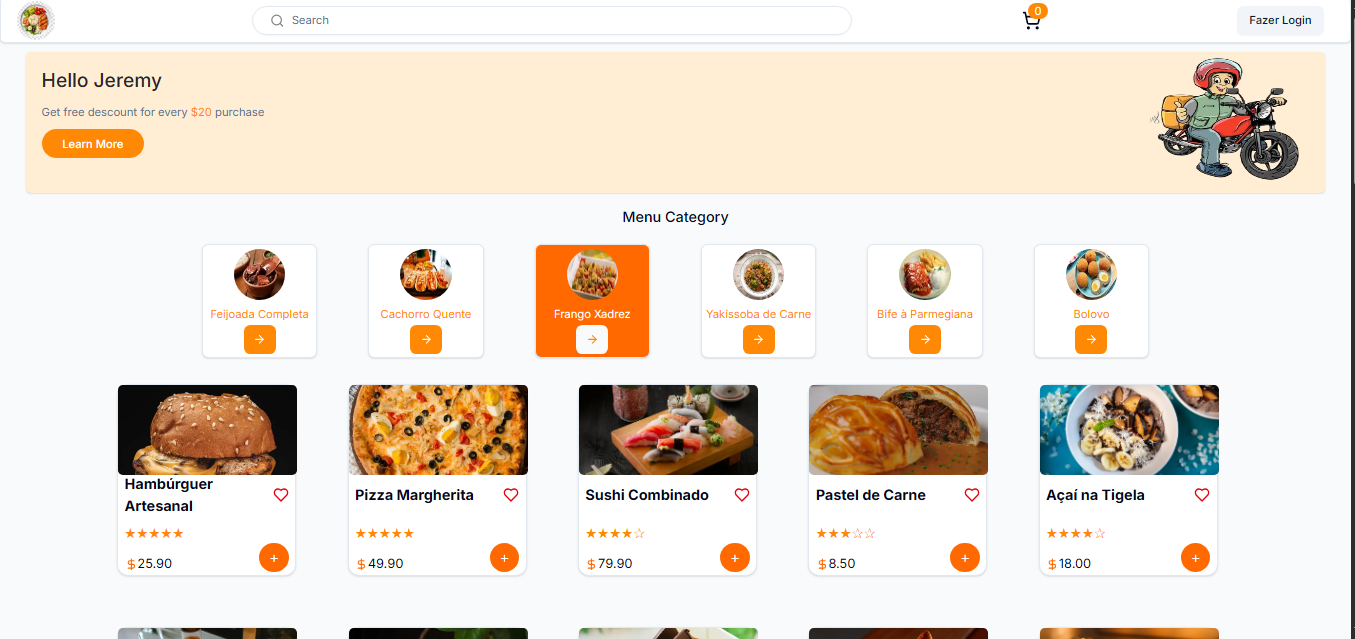 Search
0
Fazer Login
Hello Jeremy
Get free descount for every $20 purchase
Learn More
Menu Category
Feijoada Completa
Cachorro Quente
Frango Xadrez
Yakissoba de Carne
Bife à Parmegiana
Bolovo
Hambúrguer
Artesanal
Pizza Margherita
Sushi Combinado
Pastel de Carne
Açaí na Tigela
★★★★★
★★★★★
★★★★☆
★★★☆☆
★★★★☆
$25.90
+
$49.90
+
$79.90
+
$8.50
+
$18.00
+